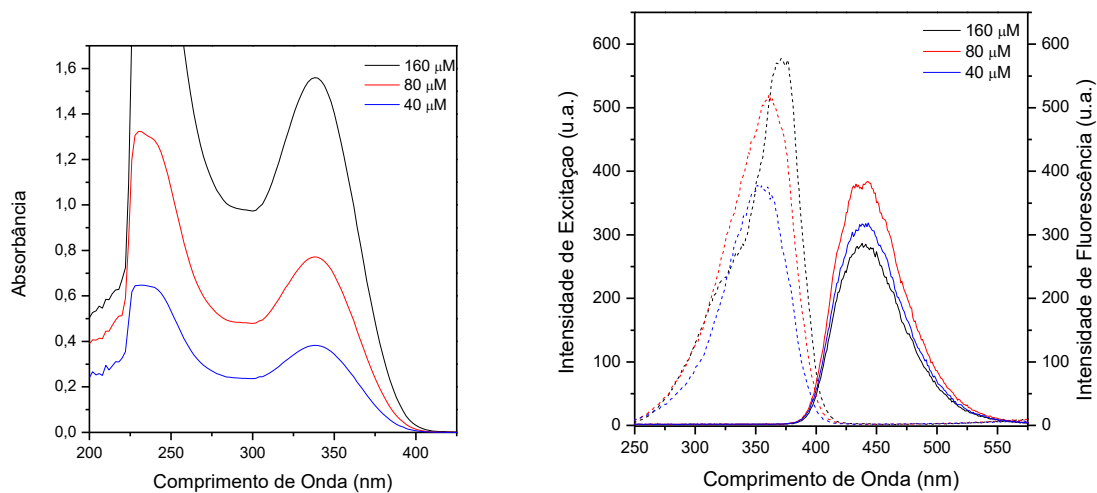 1,6
1,4
1,2
1,0
0,8
0,6
0,4
0,2
0,0
Absorbância
160 μM
80 μM
40 μM
200 250 300 350 400
Comprimento de Onda (nm)
600
500
400
300
200
100
0
Intensidade de Excitaçao (u.a.)
160 μM
80 μM
40 μM
600
500
400
300
200
100
0
Intensidade de Fluorescência (u.a.)
250 300 350 400 450 500 550
Comprimento de Onda (nm)